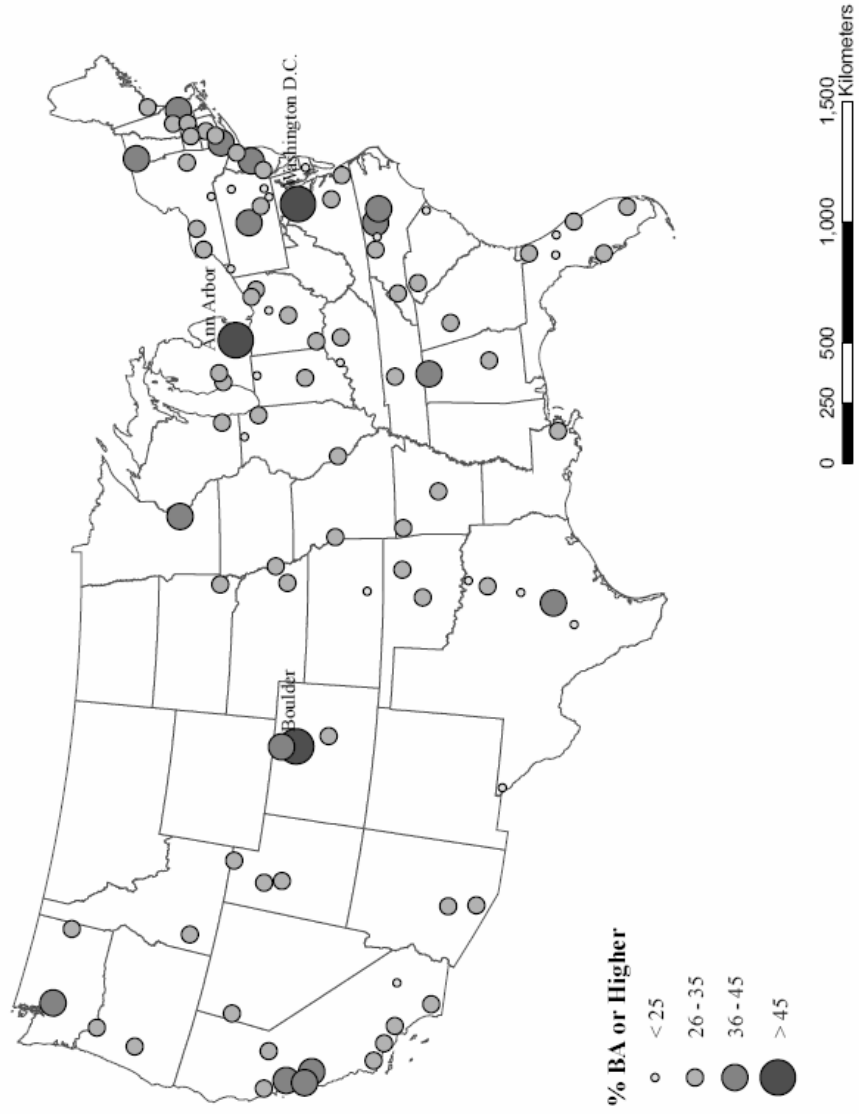 Ann Arbor
Washington D.C.
Boulder
% BA or Higher
< 25
26 - 35
36 - 45
> 45
0 250 500 1,000 1,500
Kilometers